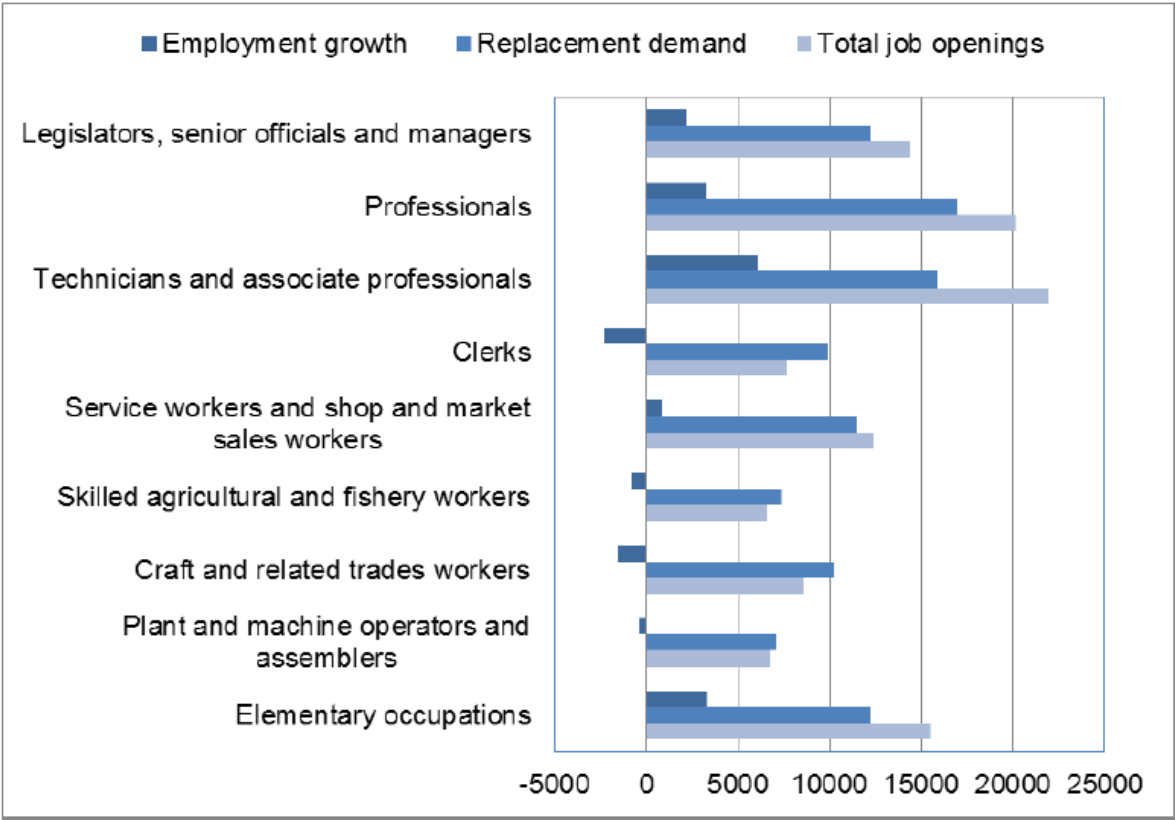 Employment growth Replacement demand Total job openings
Legislators, senior officials and managers
Professionals
Technicians and associate professionals
Clerks
Service workers and shop and market
sales workers
Skilled agricultural and fishery workers
Craft and related trades workers
Plant and machine operators and
assemblers
Elementary occupations
-5000 0 5000 10000 15000 20000 25000